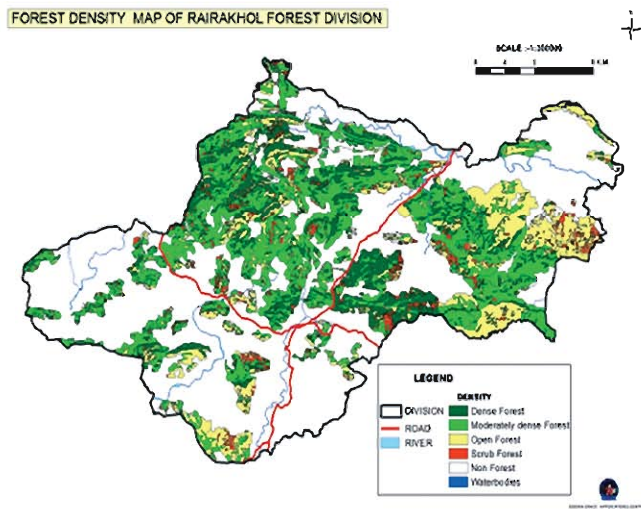 FOREST DENSITY MAP OF RAIRAKHOL FOREST DIVISION
N
LEGEND
DIVISION
ROAD
RIVER
DENSITY
Dense Forest
Moderately dense Forest
Open Forest
Scrub Forest
Non Forest
Waterbodies